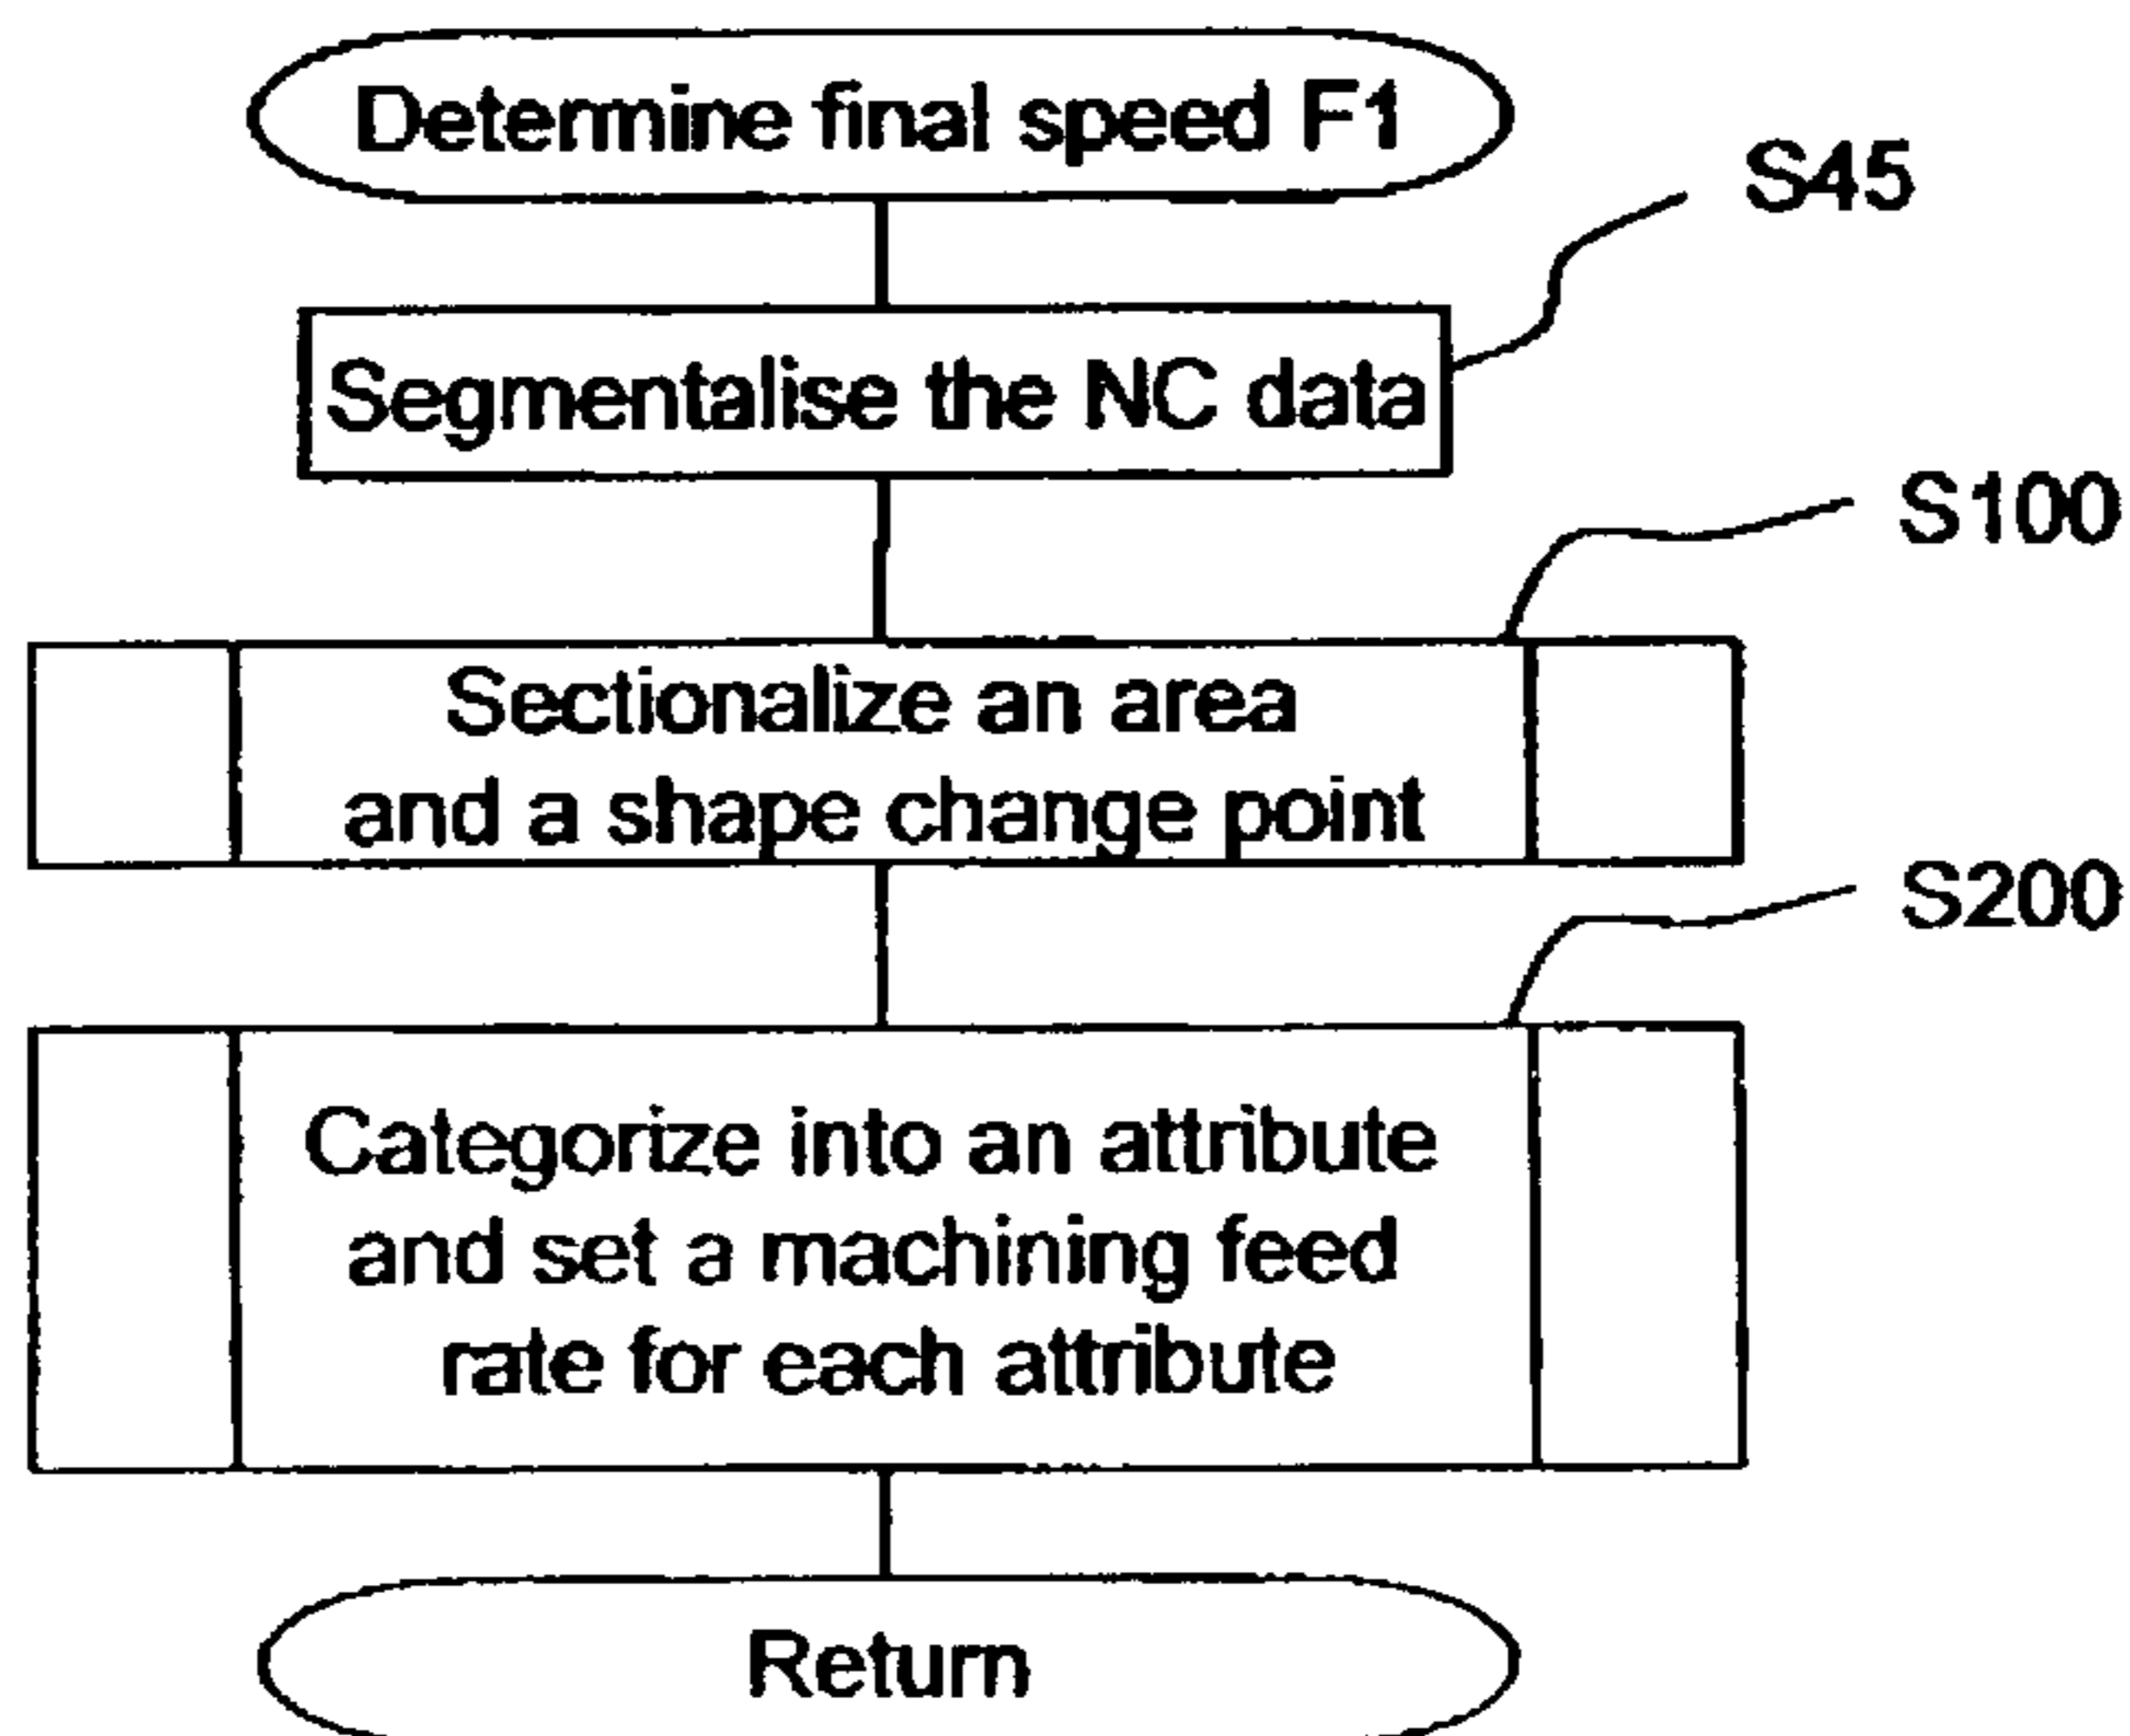 Determine final speed F1
S45
Segmentalise the NC data
S100
Sectionalize an area
and a shape change point
S200
Categorize into an attribute
and set a machining feed
rate for each attribute
Return